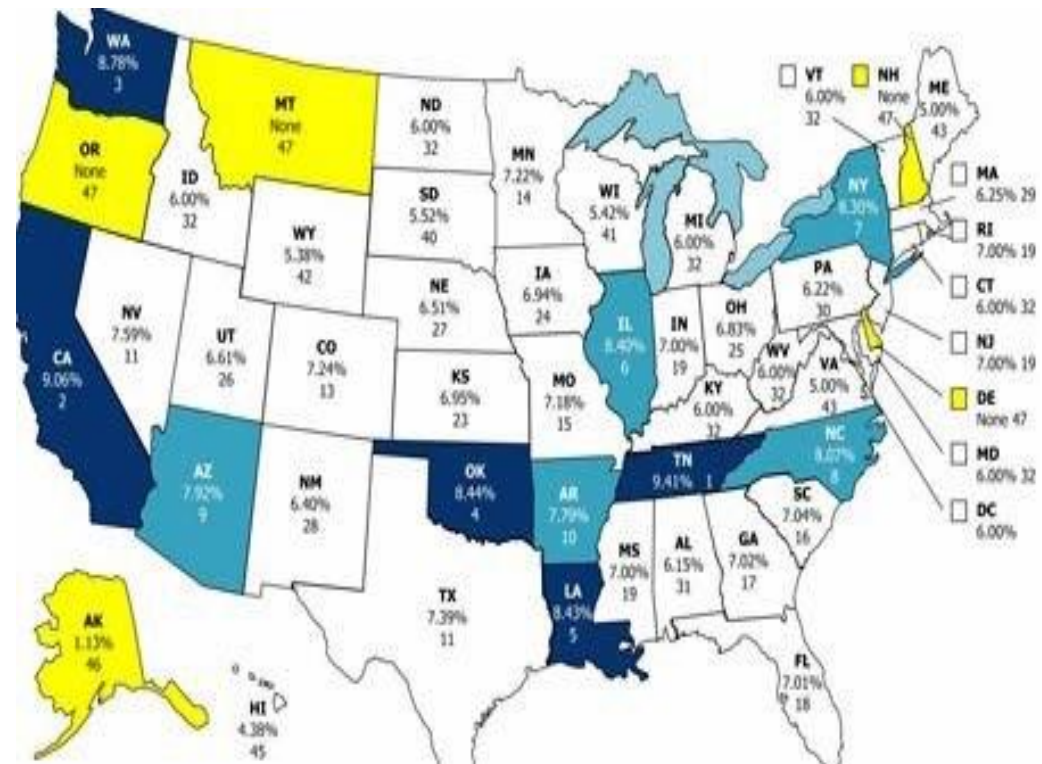 WA
8.78%
3
MT
None
47
ND
6.00%
32
VT
6.00%
32
NH
None
47
ME
5.00%
43
OR
None
47
ID
6.00%
32
MN
7.22%
14
SD
5.52%
40
WI
5.42%
41
MI
6.00%
32
NY
8.30%
7
MA
6.25% 29
RI
7.00% 19
WY
5.38%
42
NE
6.51%
27
IA
6.94%
24
PA
6.22%
30
CT
6.00% 32
NV
7.59%
11
UT
6.61%
26
CO
7.24%
13
IL
8.40%
6
IN
7.00%
19
OH
6.83%
25
NJ
7.00% 19
CA
9.06%
2
KS
6.95%
23
MO
7.18%
15
KY
6.00%
32
WV
6.00%
32
VA
5.00%
43
DE
None 47
MD
6.00% 32
AZ
7.92%
9
NM
6.40%
28
OK
8.44%
4
AR
7.79%
10
TN
9.41% 1
NC
8.07%
8
DC
6.00%
SC
7.04%
16
MS
7.00%
19
AL
6.15%
31
GA
7.02%
17
TX
7.39%
11
LA
8.43%
5
AK
1.13%
46
FL
7.01%
18
HI
4.38%
45